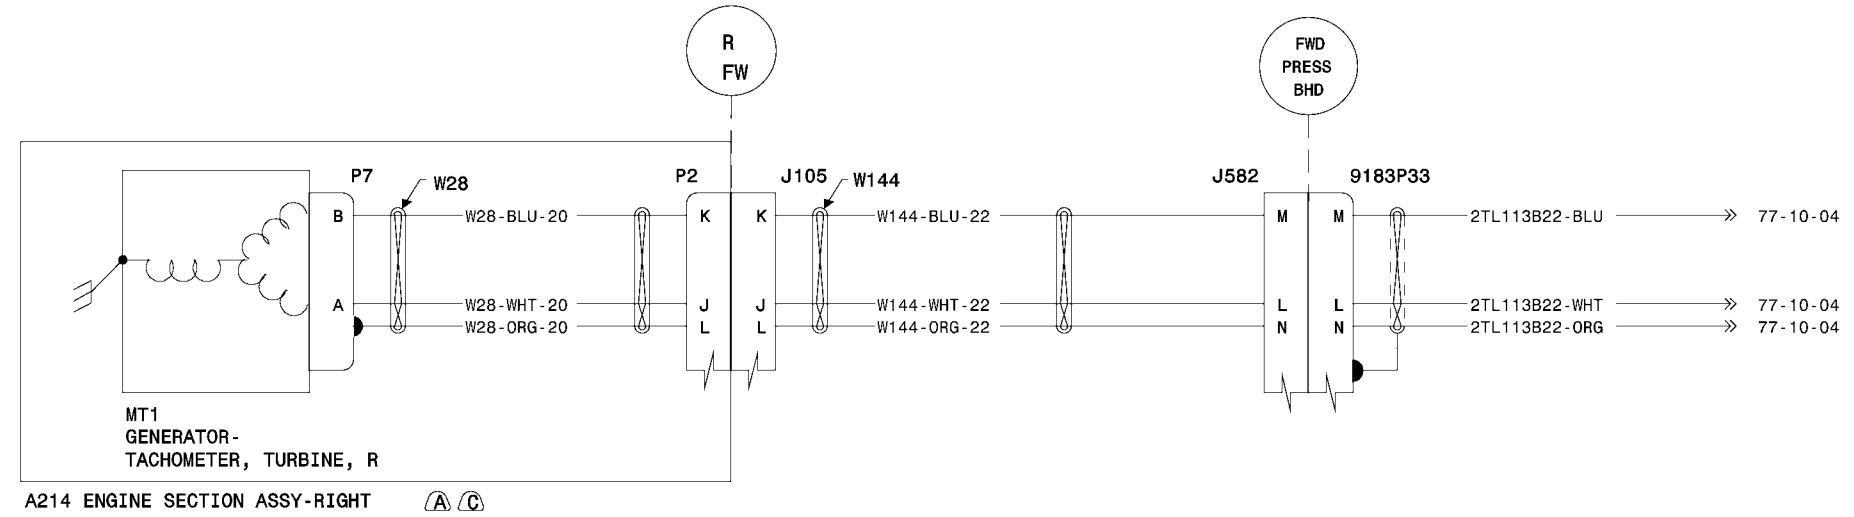 R
FW
FWD
PRESS
BHD
P7
W28
P2
J105
W144
J582
9183P33
B
W28-BLU-20
K
K
W144-BLU-22
M
M
2TL113B22-BLU
77-10-04
A
W28-WHT-20
J
J
W144-WHT-22
L
L
2TL113B22-WHT
77-10-04
W28-ORG-20
L
L
W144-ORG-22
N
N
2TL113B22-ORG
77-10-04
MT1
GENERATOR-
TACHOMETER, TURBINE, R
A214 ENGINE SECTION ASSY-RIGHT
A
C